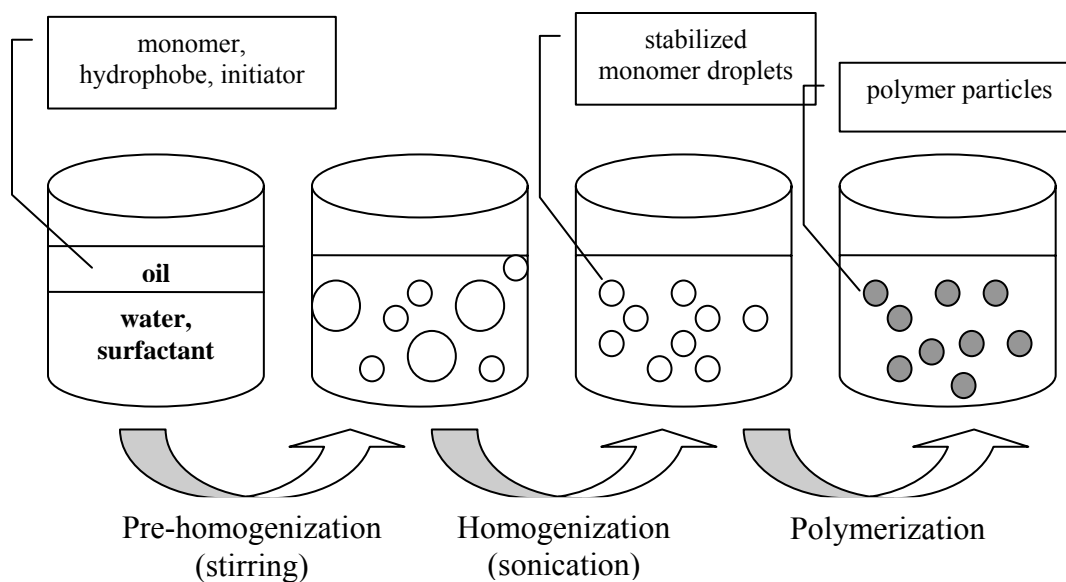 monomer,
hydrophobe, initiator
stabilized
monomer droplets
polymer particles
oil
water,
surfactant
Pre-homogenization
(stirring)
Homogenization
(sonication)
Polymerization